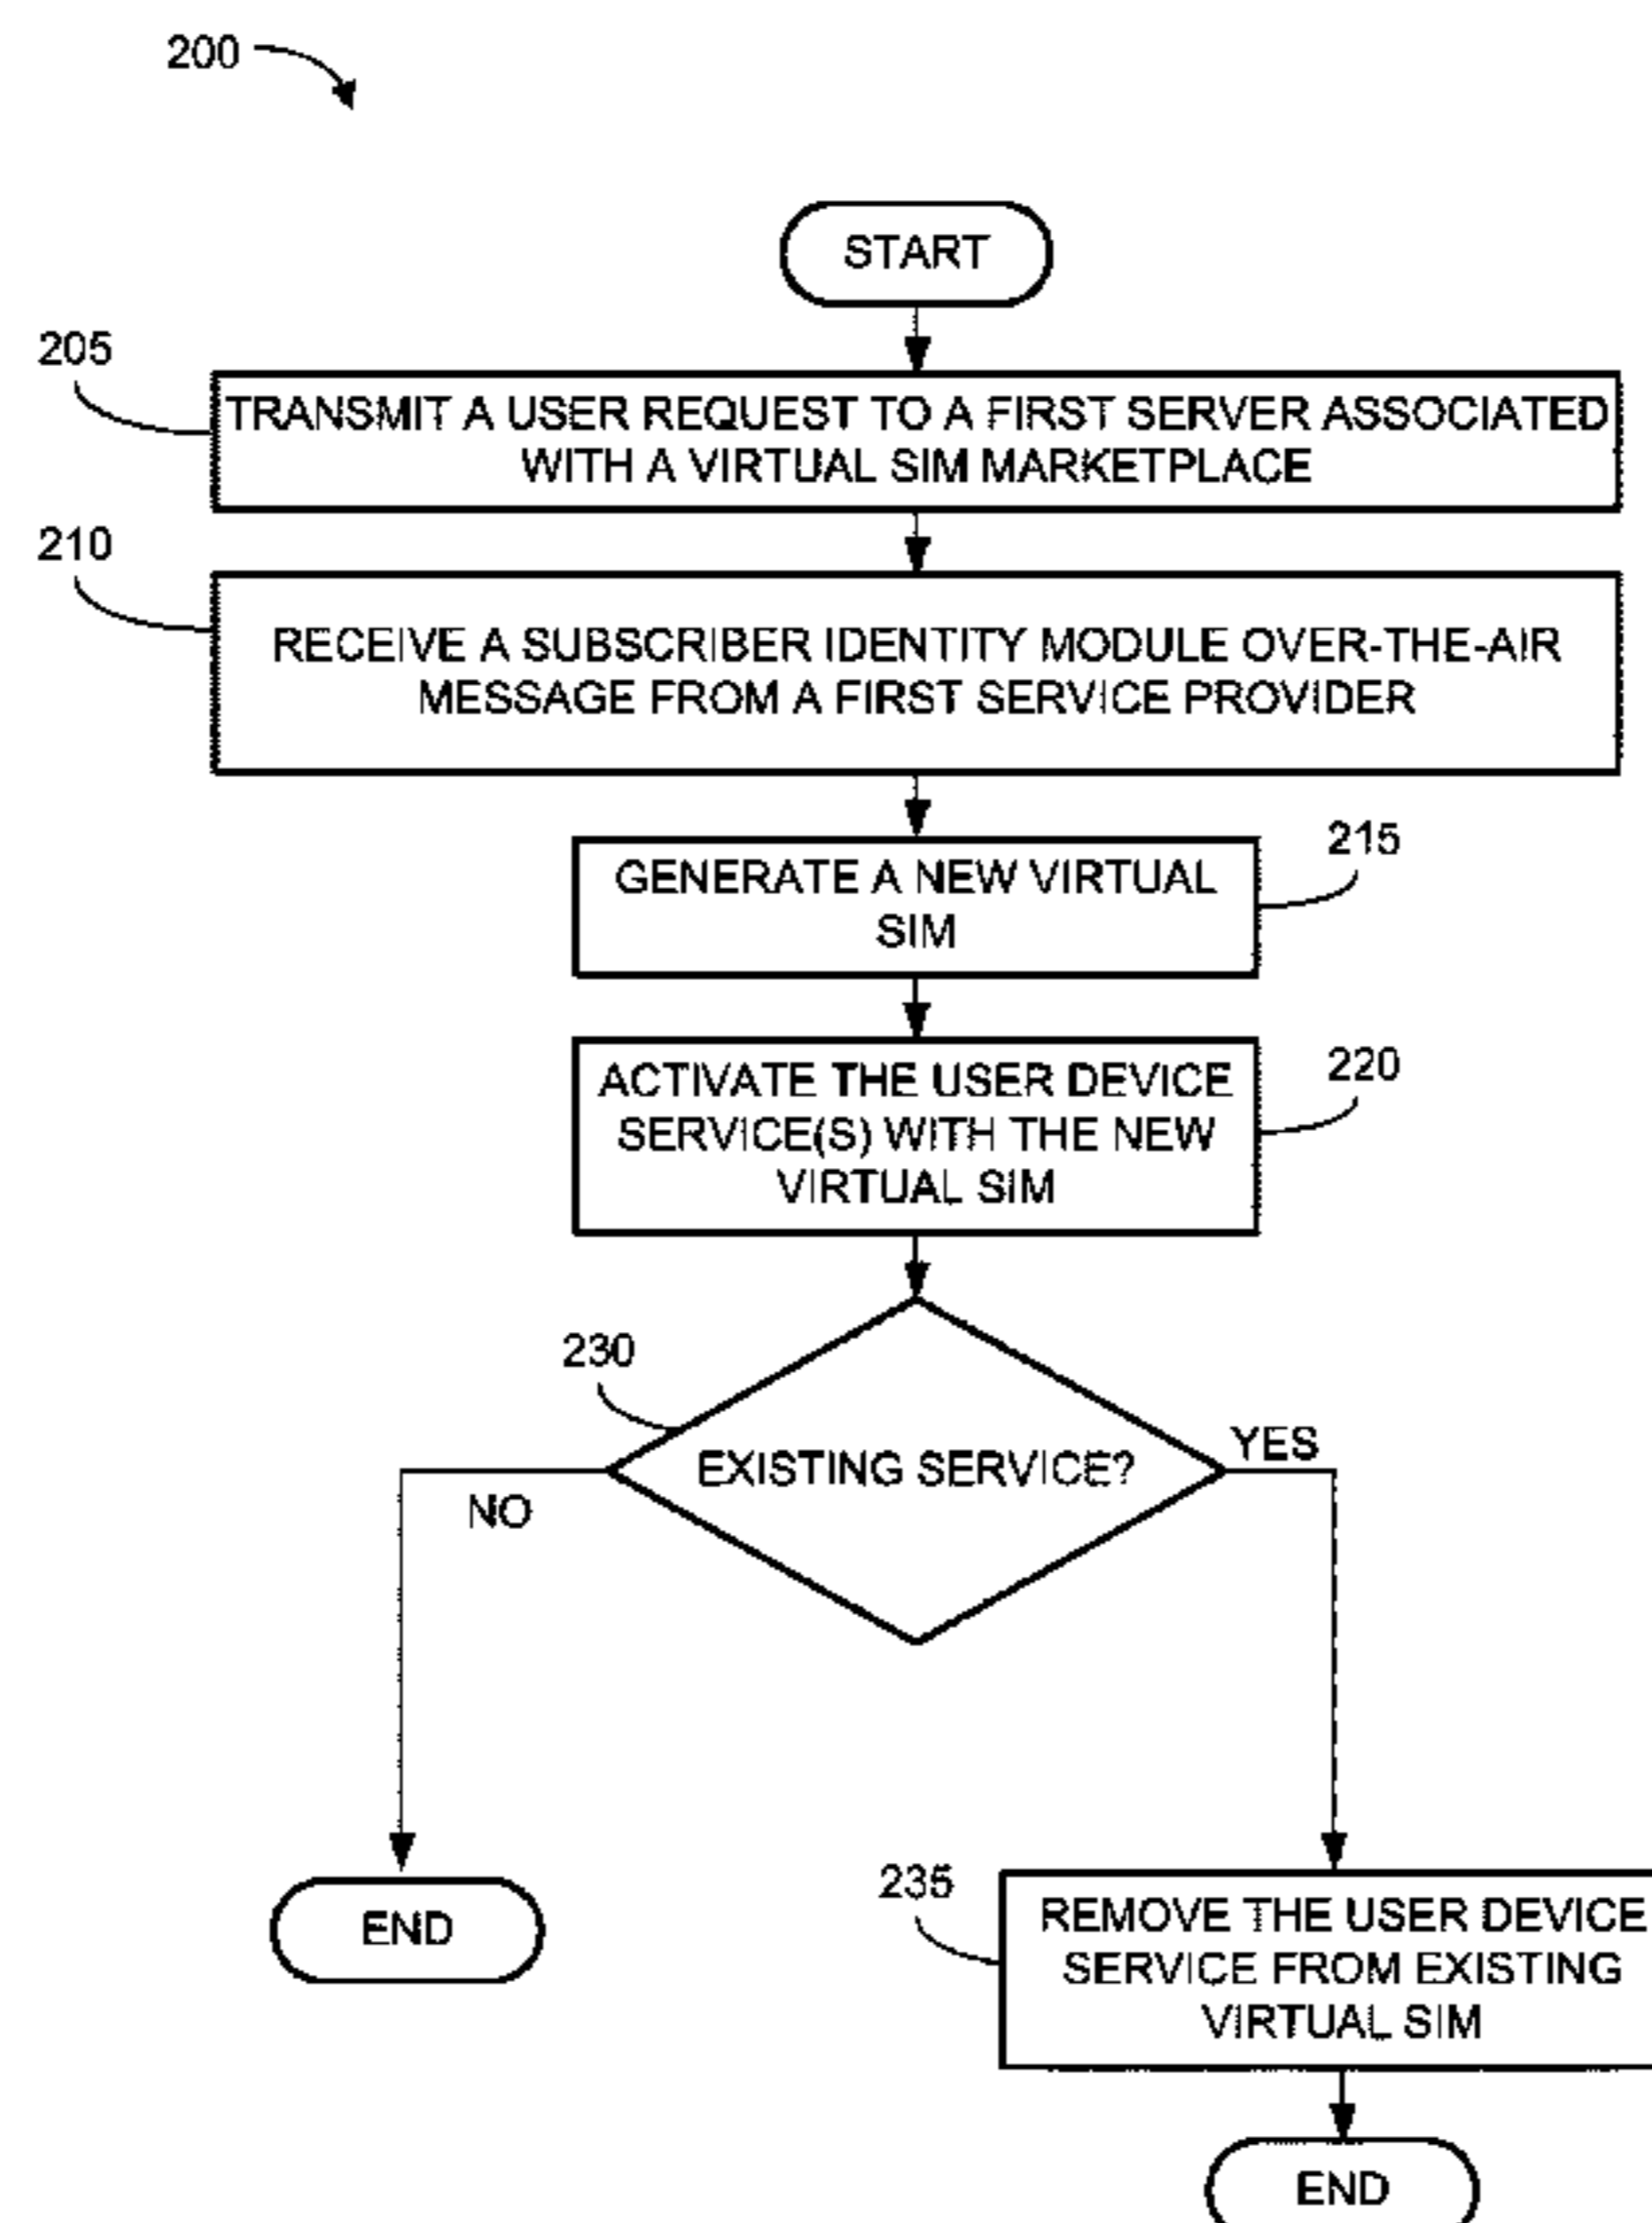 200
START
205
TRANSMIT A USER REQUEST TO A FIRST SERVER ASSOCIATED
WITH A VIRTUAL SIM MARKETPLACE
210
RECEIVE A SUBSCRIBER IDENTITY MODULE OVER-THE-AIR
MESSAGE FROM A FIRST SERVICE PROVIDER
215
GENERATE A NEW VIRTUAL
SIM
220
ACTIVATE THE USER DEVICE
SERVICE(S) WITH THE NEW
VIRTUAL SIM
230
EXISTING SERVICE?
YES
NO
END
235
REMOVE THE USER DEVICE
SERVICE FROM EXISTING
VIRTUAL SIM
END